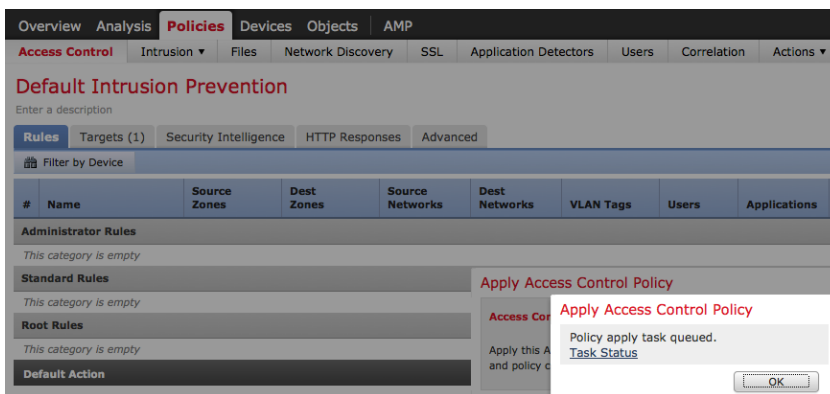 Overview Analysis Policies Devices Objects AMP
Access Control Intrusion ▼ Files Network Discovery SSL Application Detectors Users Correlation Actions ▼
Default Intrusion Prevention
Enter a description
Rules Targets (1) Security Intelligence HTTP Responses Advanced
Filter by Device
# Name Source Zones Dest Zones Source Networks Dest Networks VLAN Tags Users Applications
Administrator Rules
This category is empty
Standard Rules
This category is empty
Root Rules
This category is empty
Default Action
Apply Access Control Policy
Access Con
Apply this A
and policy c
Apply Access Control Policy
Policy apply task queued.
Task Status
OK